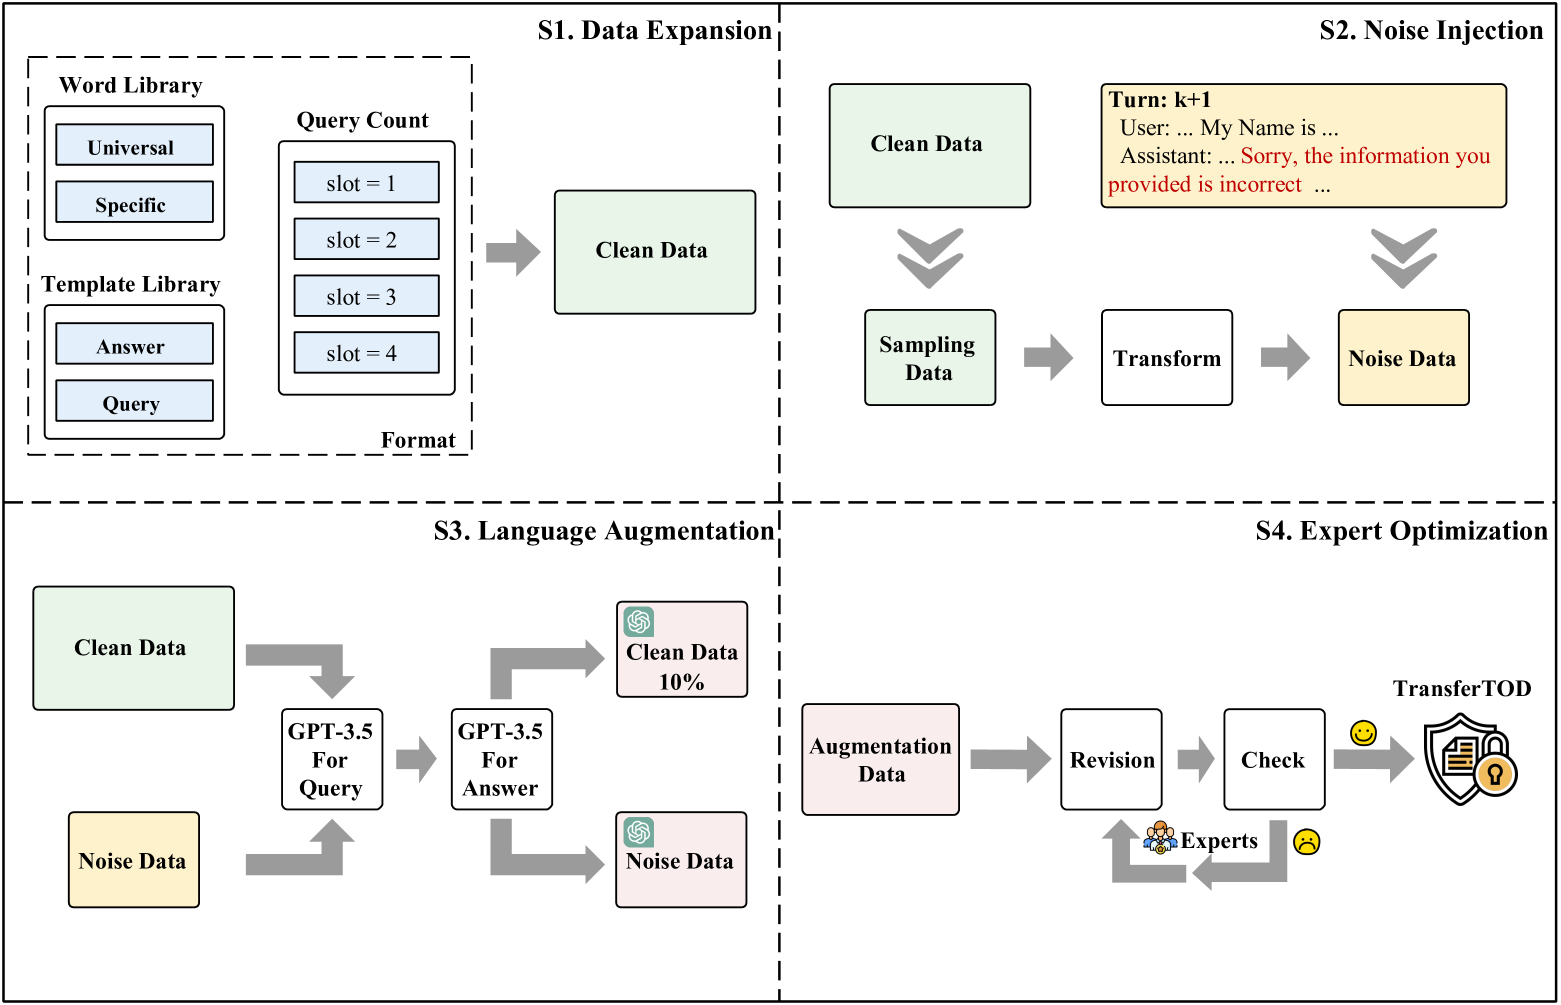 S1. Data Expansion
Word Library
Universal
Specific
Template Library
Answer
Query
Query Count
slot = 1
slot = 2
slot = 3
slot = 4
Format
Clean Data
S2. Noise Injection
Clean Data
Turn: k+1
User: ... My Name is ...
Assistant: ... Sorry, the information you
provided is incorrect ...
Sampling
Data
Transform
Noise Data
S3. Language Augmentation
Clean Data
Noise Data
GPT-3.5
For
Query
GPT-3.5
For
Answer
Clean Data
10%
Noise Data
S4. Expert Optimization
Augmentation
Data
Revision
Check
Experts
TransferTOD